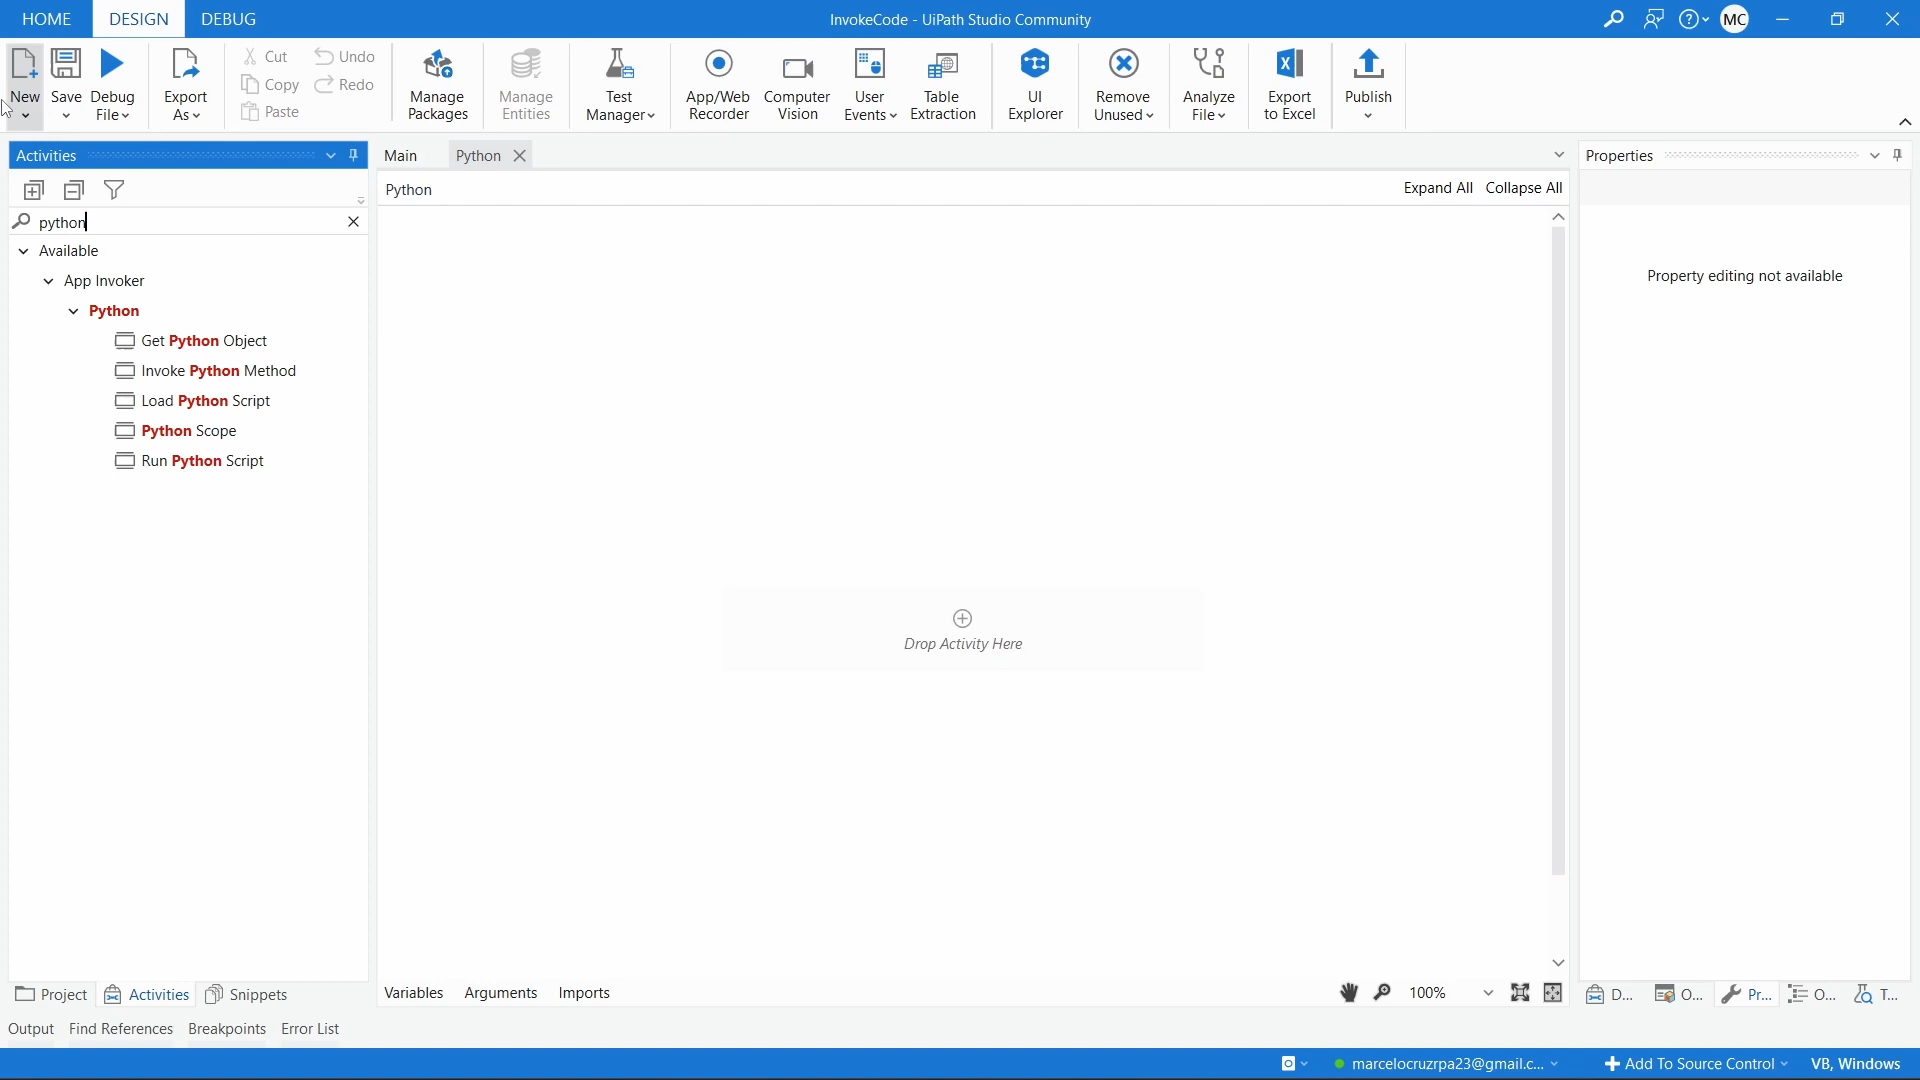 HOME DESIGN DEBUG InvokeCode - UiPath Studio Community MC
New Save Debug File Export As Cut Copy Paste Undo Redo Manage Packages Manage Entities Test Manager App/Web Recorder Computer Vision User Events Table Extraction UI Explorer Remove Unused Analyze File Export to Excel Publish
Activities
python
Available
App Invoker
Python
Get Python Object
Invoke Python Method
Load Python Script
Python Scope
Run Python Script
Main Python
Python Expand All Collapse All
Drop Activity Here
Properties
Property editing not available
Project Activities Snippets
Variables Arguments Imports 100%
D... O... Pr... O... T...
Output Find References Breakpoints Error List
marcelocruzrpa23@gmail.c... Add To Source Control VB, Windows